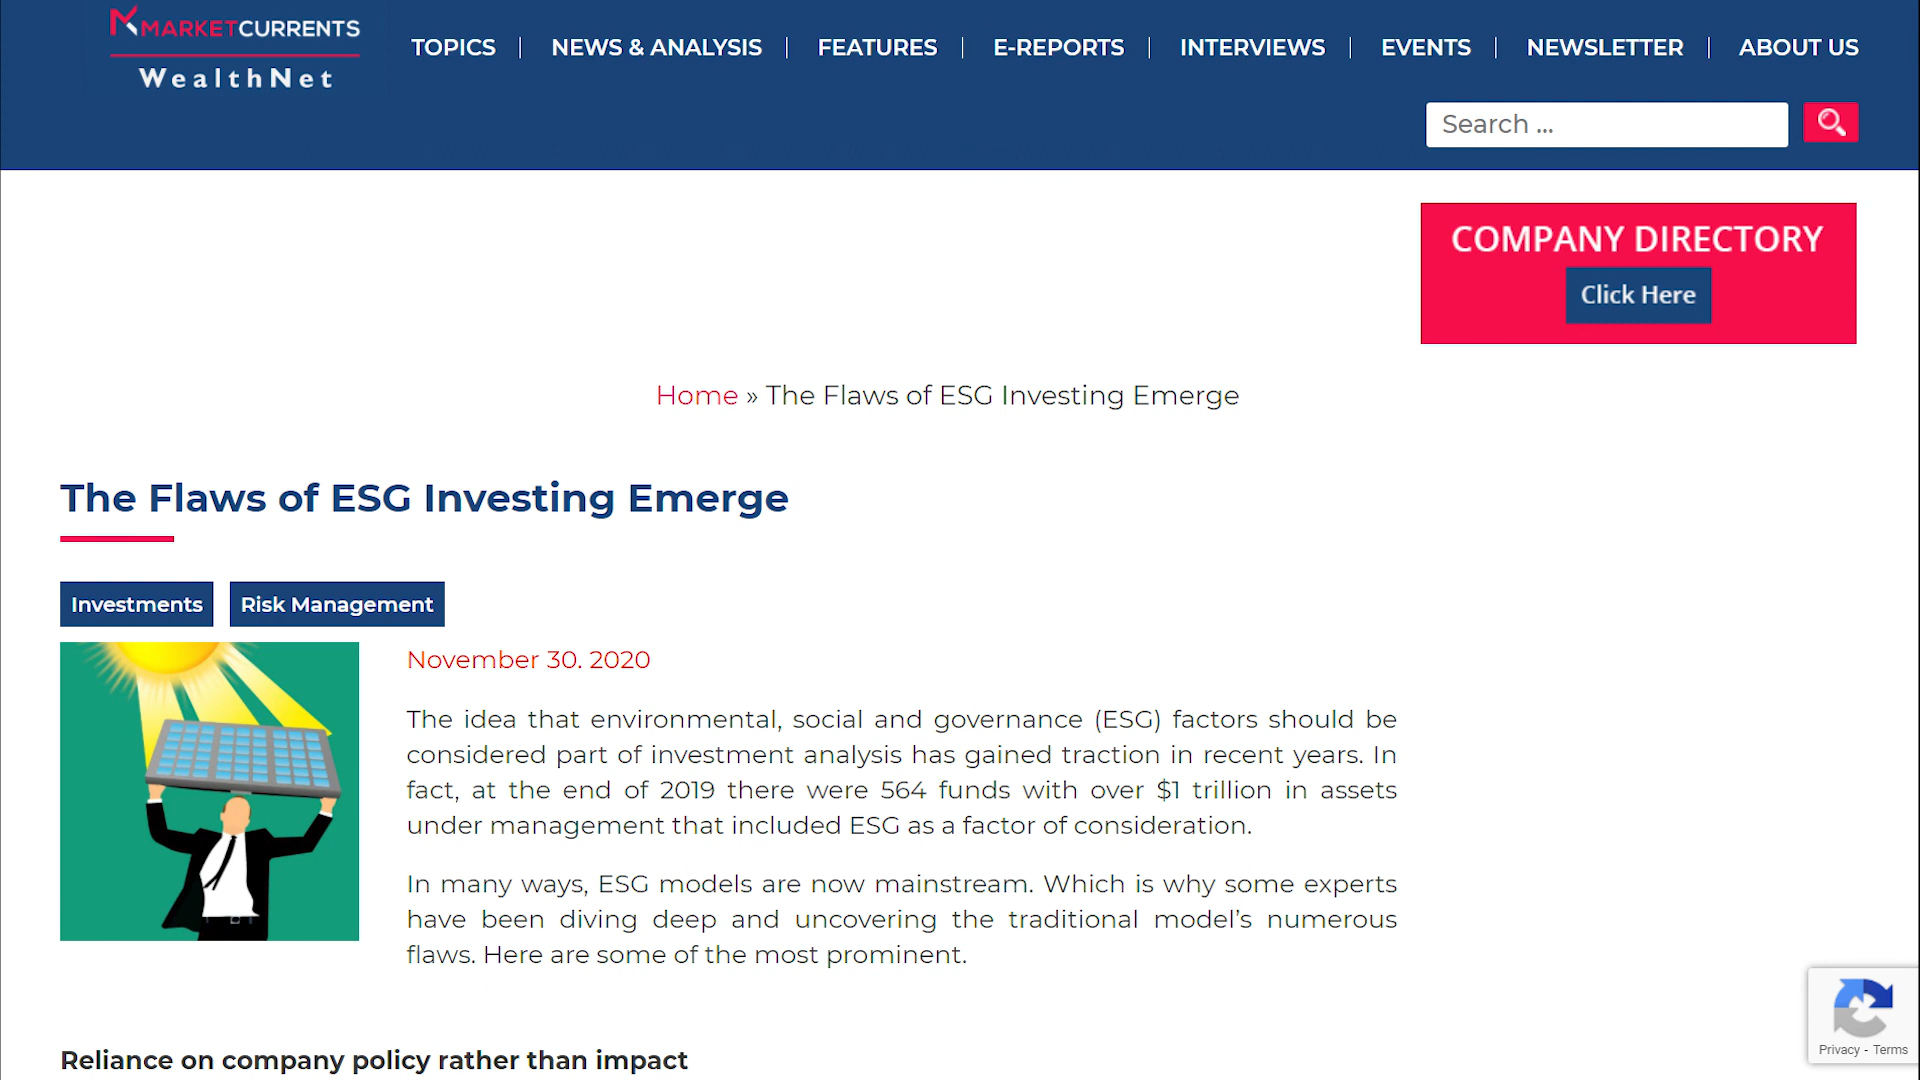 MARKETCURRENTS
WealthNet
TOPICS
NEWS & ANALYSIS
FEATURES
E-REPORTS
INTERVIEWS
EVENTS
NEWSLETTER
ABOUT US
Search ...
COMPANY DIRECTORY
Click Here
Home » The Flaws of ESG Investing Emerge
The Flaws of ESG Investing Emerge
Investments
Risk Management
November 30. 2020
The idea that environmental, social and governance (ESG) factors should be
considered part of investment analysis has gained traction in recent years. In
fact, at the end of 2019 there were 564 funds with over $1 trillion in assets
under management that included ESG as a factor of consideration.
In many ways, ESG models are now mainstream. Which is why some experts
have been diving deep and uncovering the traditional model’s numerous
flaws. Here are some of the most prominent.
Reliance on company policy rather than impact
Privacy - Terms